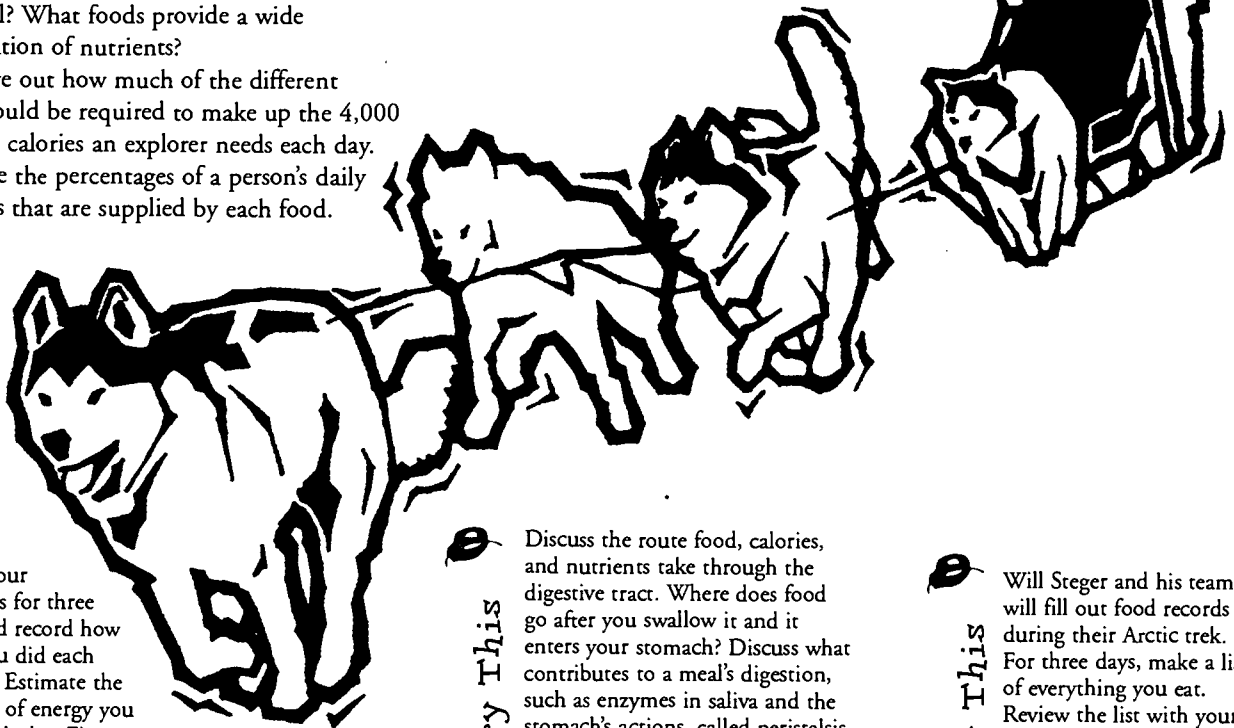 l? What foods provide a wide
tion of nutrients?
e out how much of the different
ould be required to make up the 4,000
calories an explorer needs each day.
e the percentages of a person's daily
s that are supplied by each food.
our
s for three
d record how
u did each
Estimate the
of energy you
y This
Discuss the route food, calories,
and nutrients take through the
digestive tract. Where does food
go after you swallow it and it
enters your stomach? Discuss what
contributes to a meal's digestion,
such as enzymes in saliva and the
stomach's actions, called peristalsis
This
Will Steger and his team
will fill out food records
during their Arctic trek.
For three days, make a li
of everything you eat.
Review the list with your